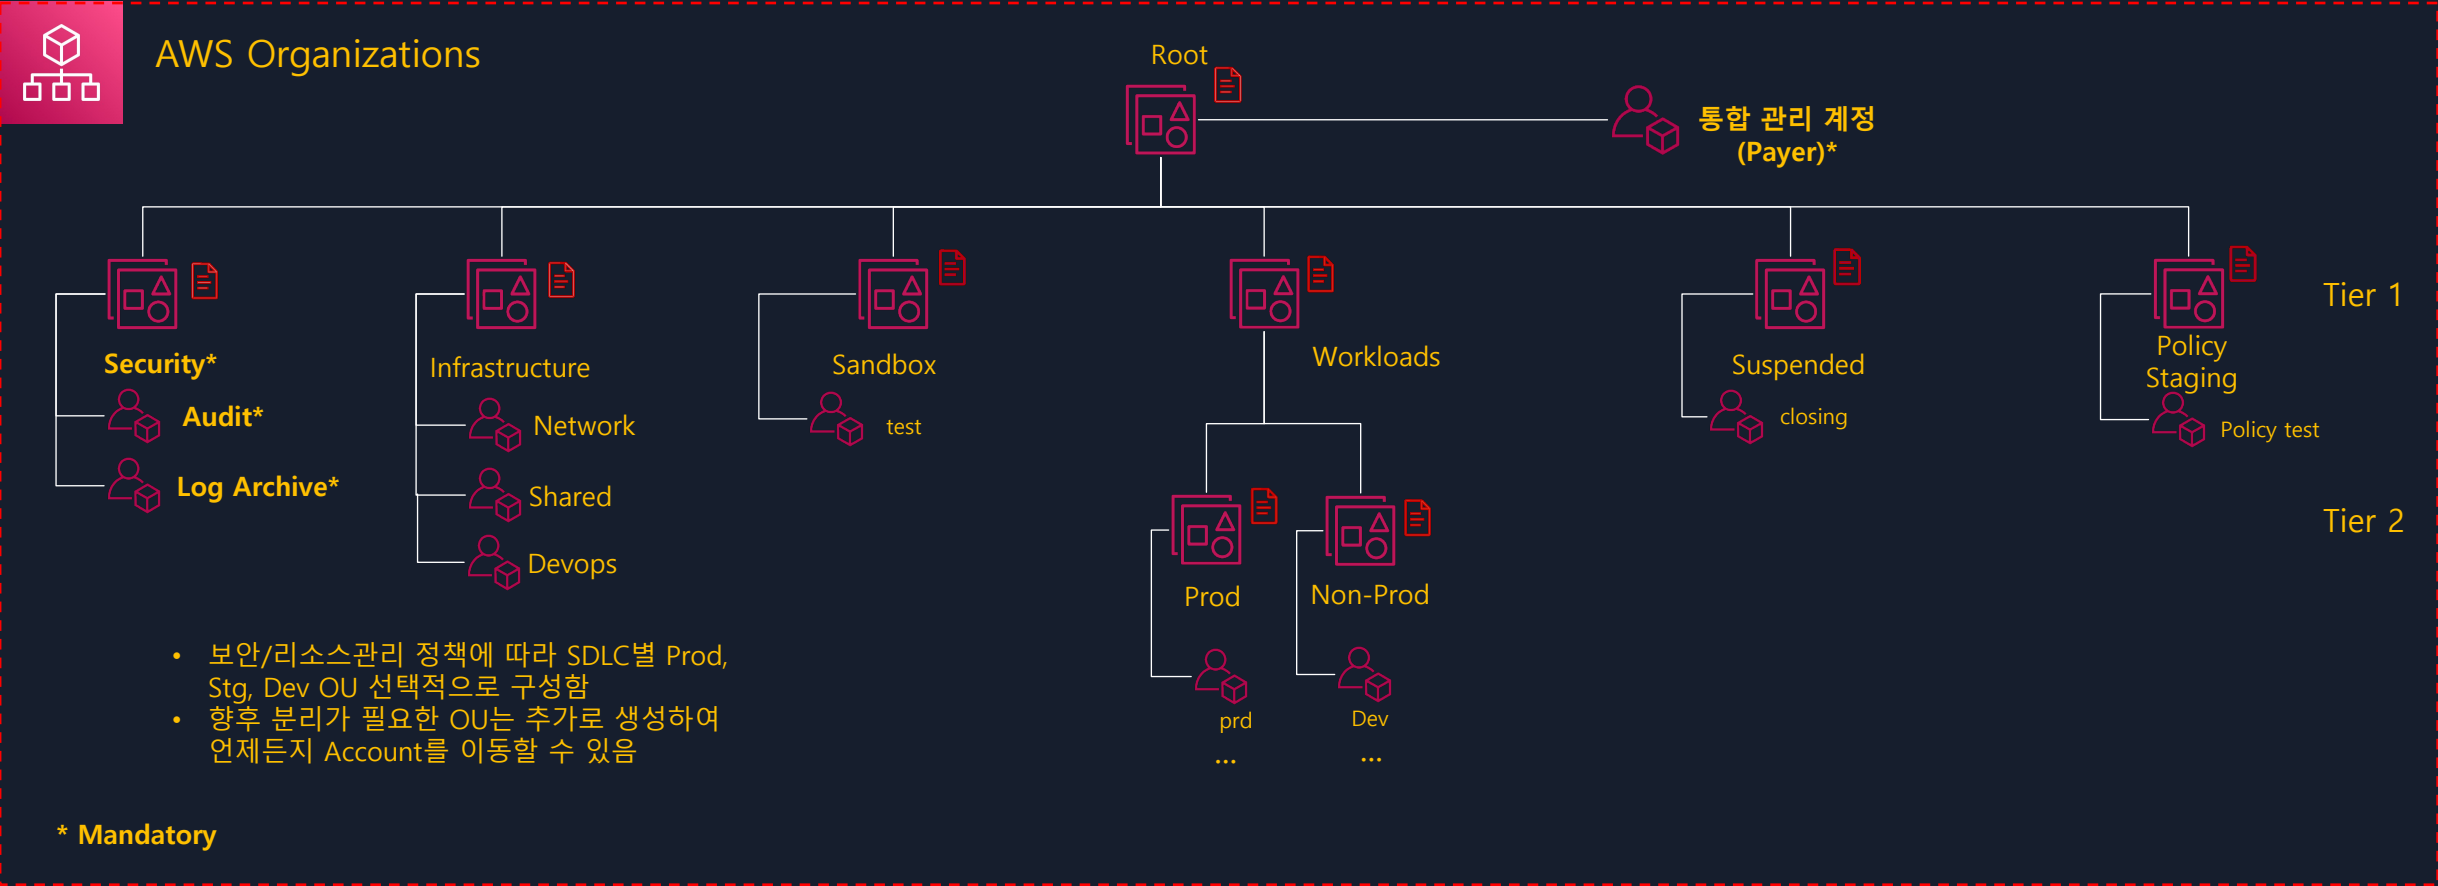 AWS Organizations
Root
통합 관리 계정
(Payer)*
Tier 1
Security*
Infrastructure
Sandbox
Workloads
Suspended
Policy
Staging
Audit*
Network
test
closing
Policy test
Log Archive*
Shared
Tier 2
Devops
Prod
Non-Prod
• 보안/리소스관리 정책에 따라 SDLC별 Prod,
Stg, Dev OU 선택적으로 구성함
• 향후 분리가 필요한 OU는 추가로 생성하여
언제든지 Account를 이동할 수 있음
prd
Dev
...
...
* Mandatory